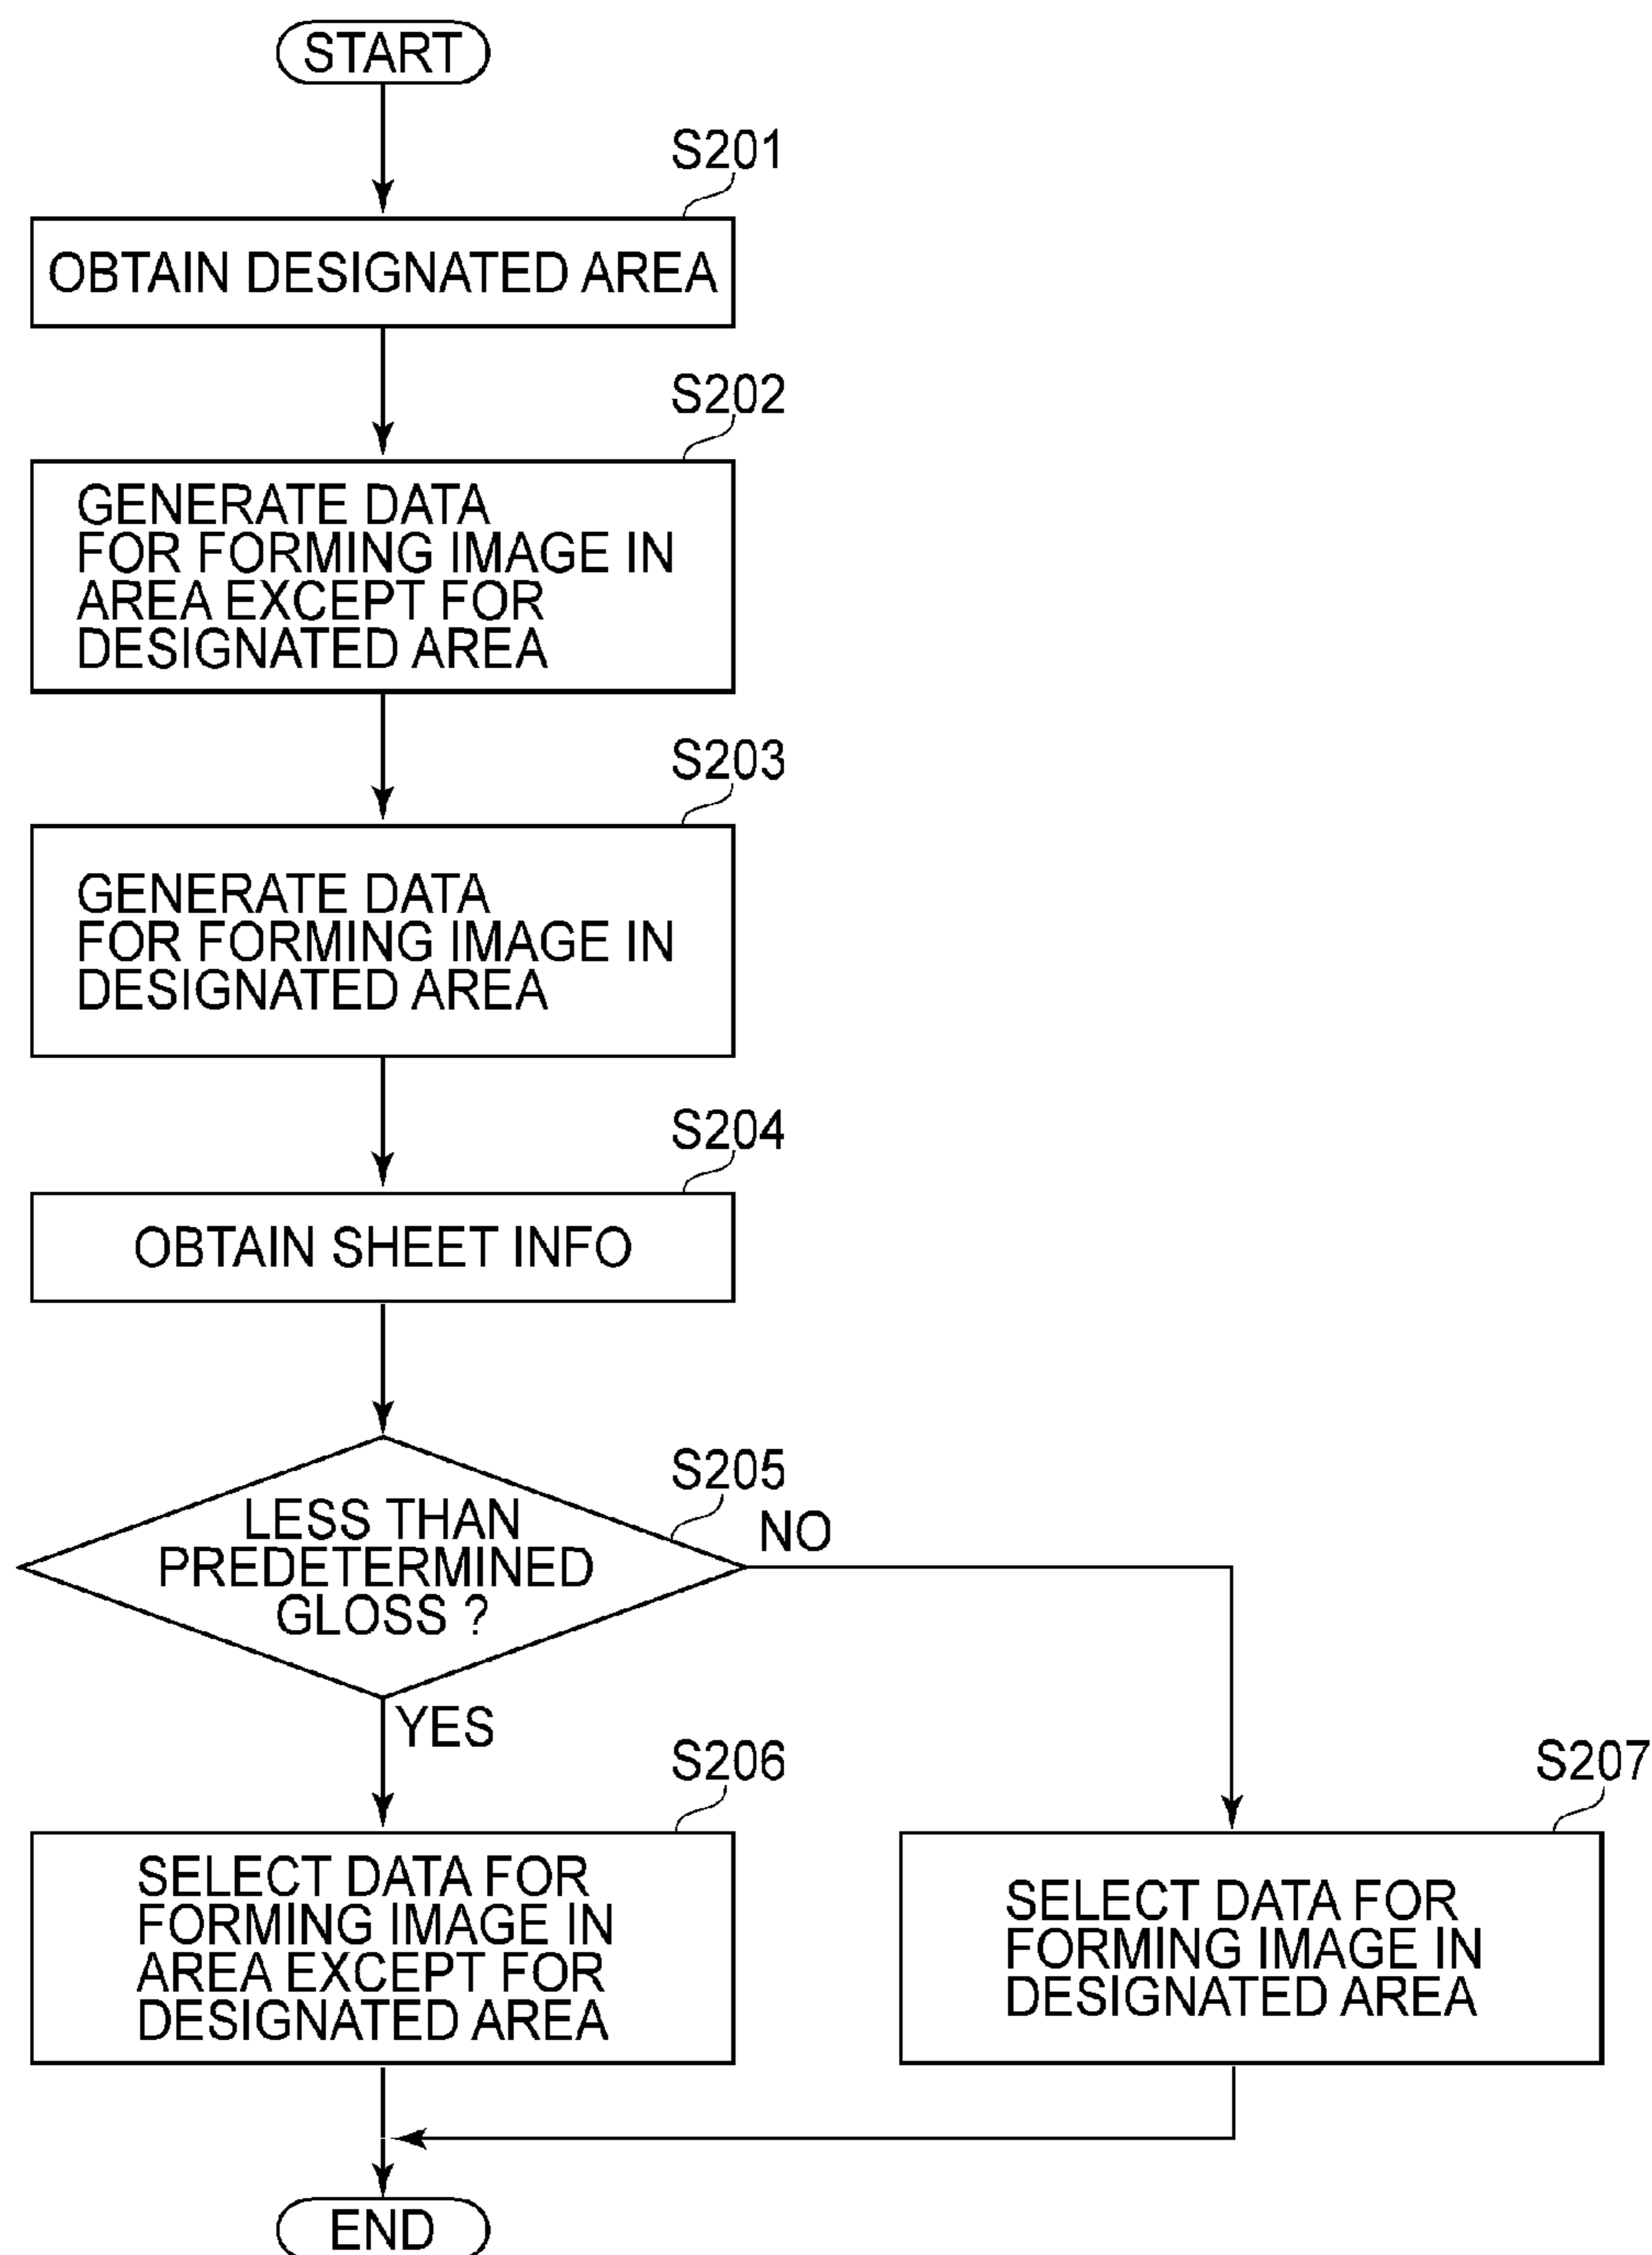 START
S201
OBTAIN DESIGNATED AREA
S202
GENERATE DATA
FOR FORMING IMAGE IN
AREA EXCEPT FOR
DESIGNATED AREA
S203
GENERATE DATA
FOR FORMING IMAGE IN
DESIGNATED AREA
S204
OBTAIN SHEET INFO
S205
LESS THAN
PREDETERMINED
GLOSS ?
NO
YES
S206
SELECT DATA FOR
FORMING IMAGE IN
AREA EXCEPT FOR
DESIGNATED AREA
S207
SELECT DATA FOR
FORMING IMAGE IN
DESIGNATED AREA
END